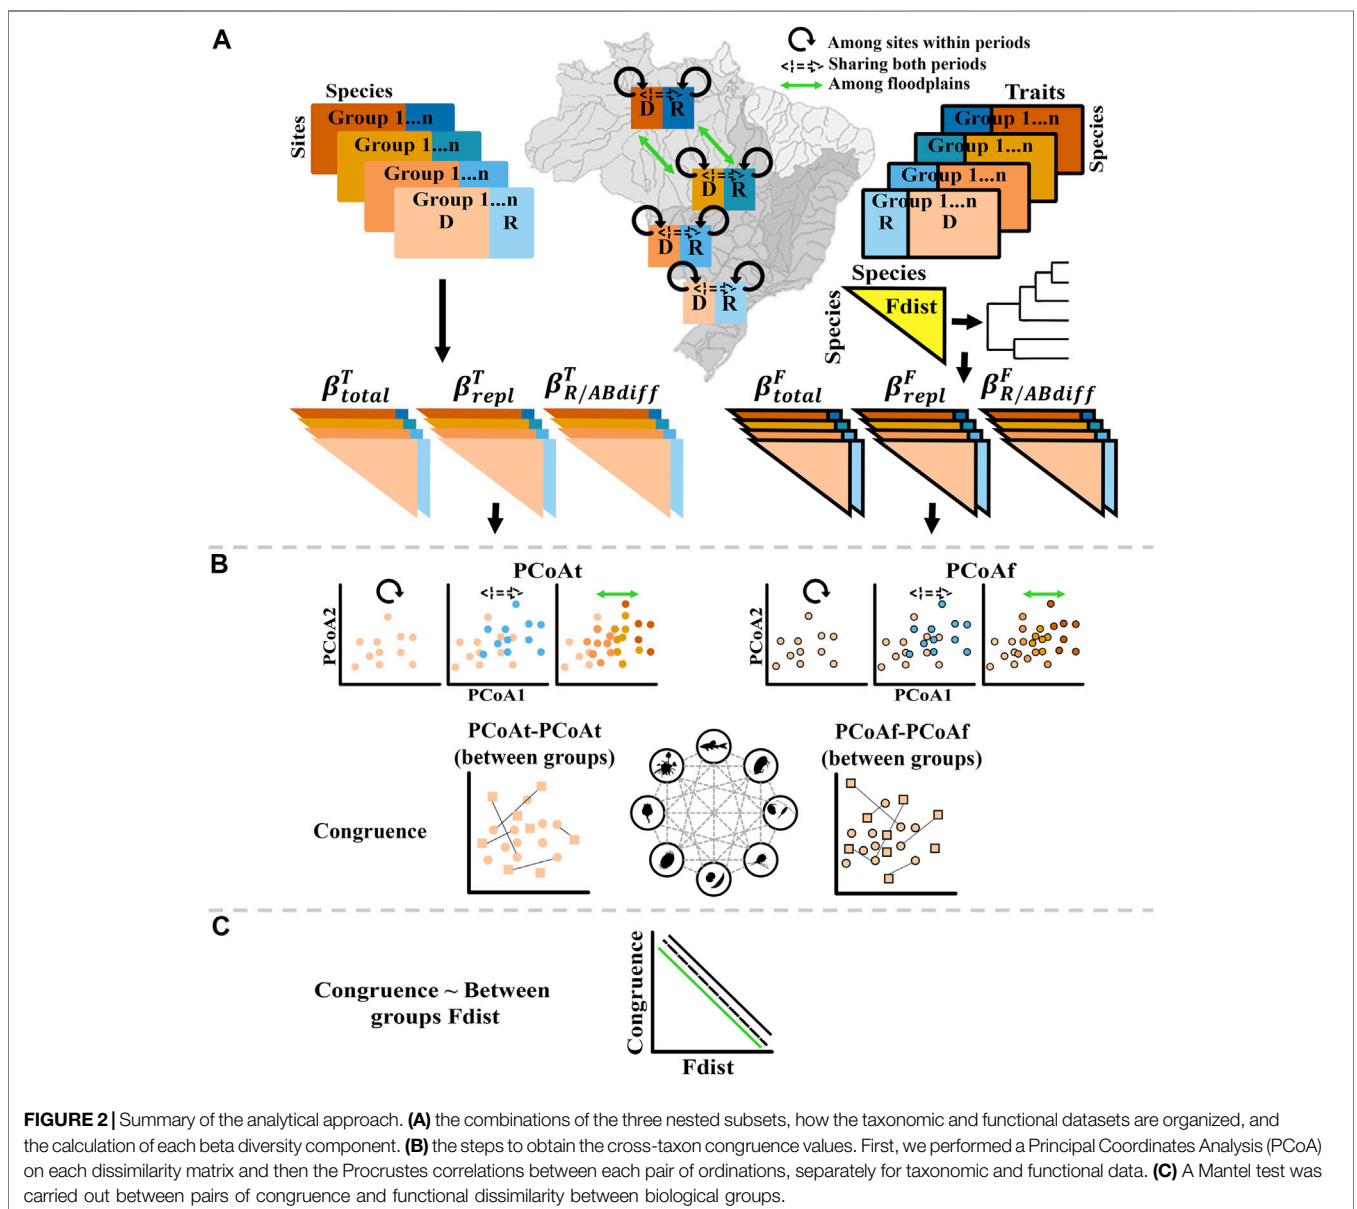 A
Among sites within periods
Sharing both periods
Among floodplains
Species
Sites
Group 1...n
Group 1...n
Group 1...n
Group 1...n
D R
D R
D R
D R
D R
Traits
Species
Group 1...n
Group 1...n
Group 1...n
Group 1...n
R D
Species
Species
Fdist
β^T_total β^T_repl β^T_R/ABdiff
β^F_total β^F_repl β^F_R/ABdiff
B
PCoAt
PCoA2
PCoA1
PCoAf
PCoA2
PCoA1
PCoAt-PCoAt
(between groups)
PCoAf-PCoAf
(between groups)
Congruence
C
Congruence ~ Between
groups Fdist
Congruence
Fdist
FIGURE 2 | Summary of the analytical approach. (A) the combinations of the three nested subsets, how the taxonomic and functional datasets are organized, and
the calculation of each beta diversity component. (B) the steps to obtain the cross-taxon congruence values. First, we performed a Principal Coordinates Analysis (PCoA)
on each dissimilarity matrix and then the Procrustes correlations between each pair of ordinations, separately for taxonomic and functional data. (C) A Mantel test was
carried out between pairs of congruence and functional dissimilarity between biological groups.